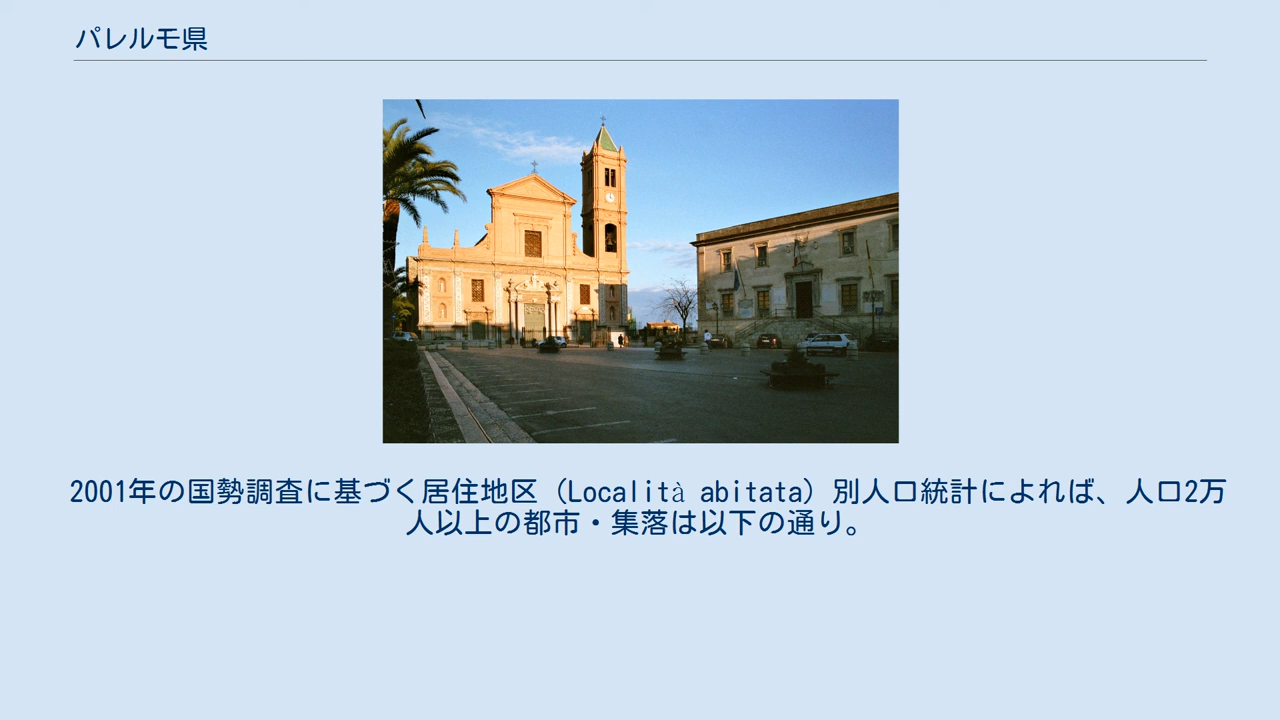 パレルモ県
2001年の国勢調査に基づく居住地区（Località abitata）別人口統計によれば、人口2万
人以上の都市・集落は以下の通り。